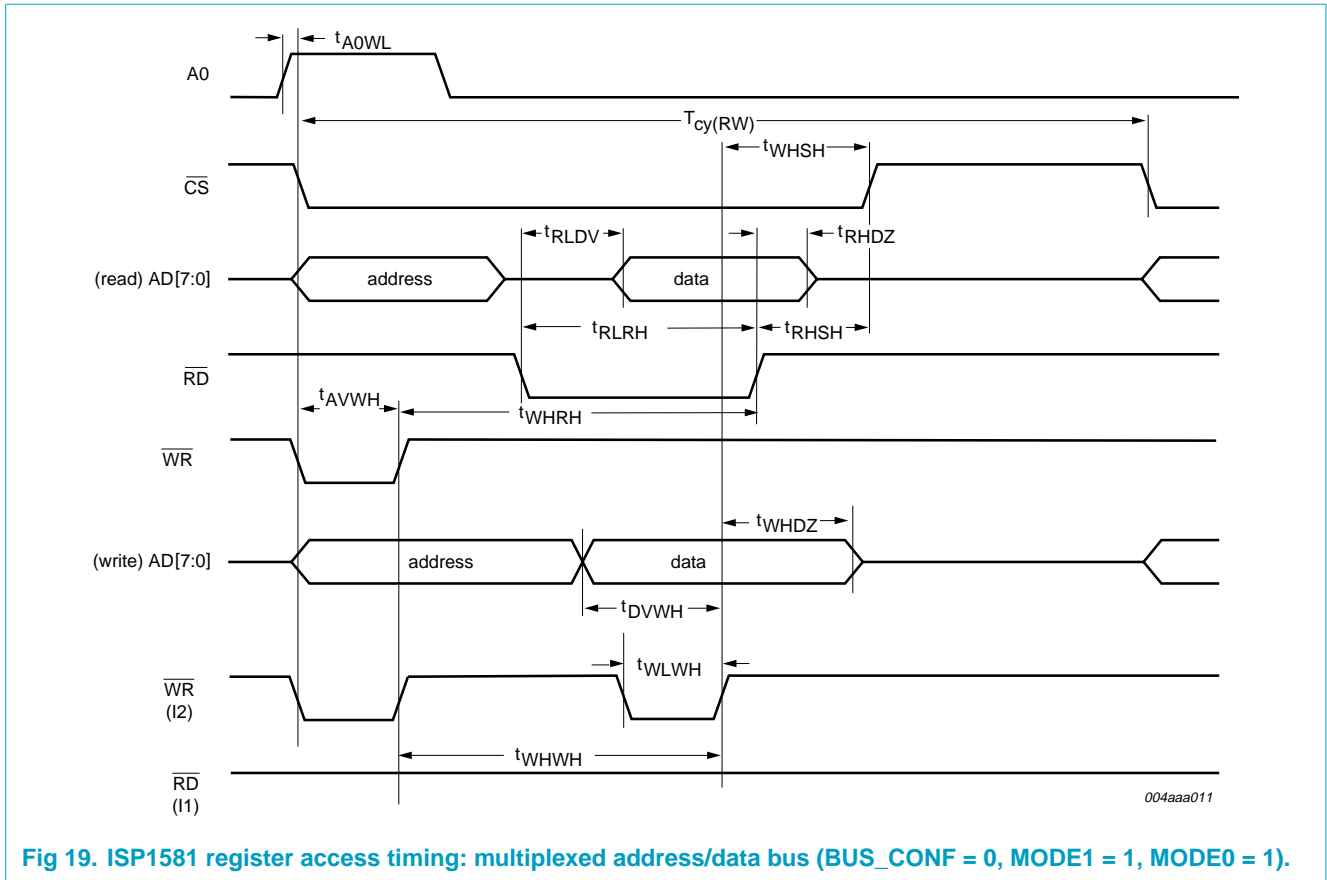 tA0WL
A0
Tcy(RW)
tWHSH
CS
tRLDV
tRHDZ
(read) AD[7:0]
address
data
tRLRH
tRHSH
RD
tAVWH
tWHRH
WR
tWHDZ
(write) AD[7:0]
address
data
tDVWH
tWLWH
WR
(I2)
tWHWH
RD
(I1)
004aaa011
Fig 19. ISP1581 register access timing: multiplexed address/data bus (BUS_CONF = 0, MODE1 = 1, MODE0 = 1).